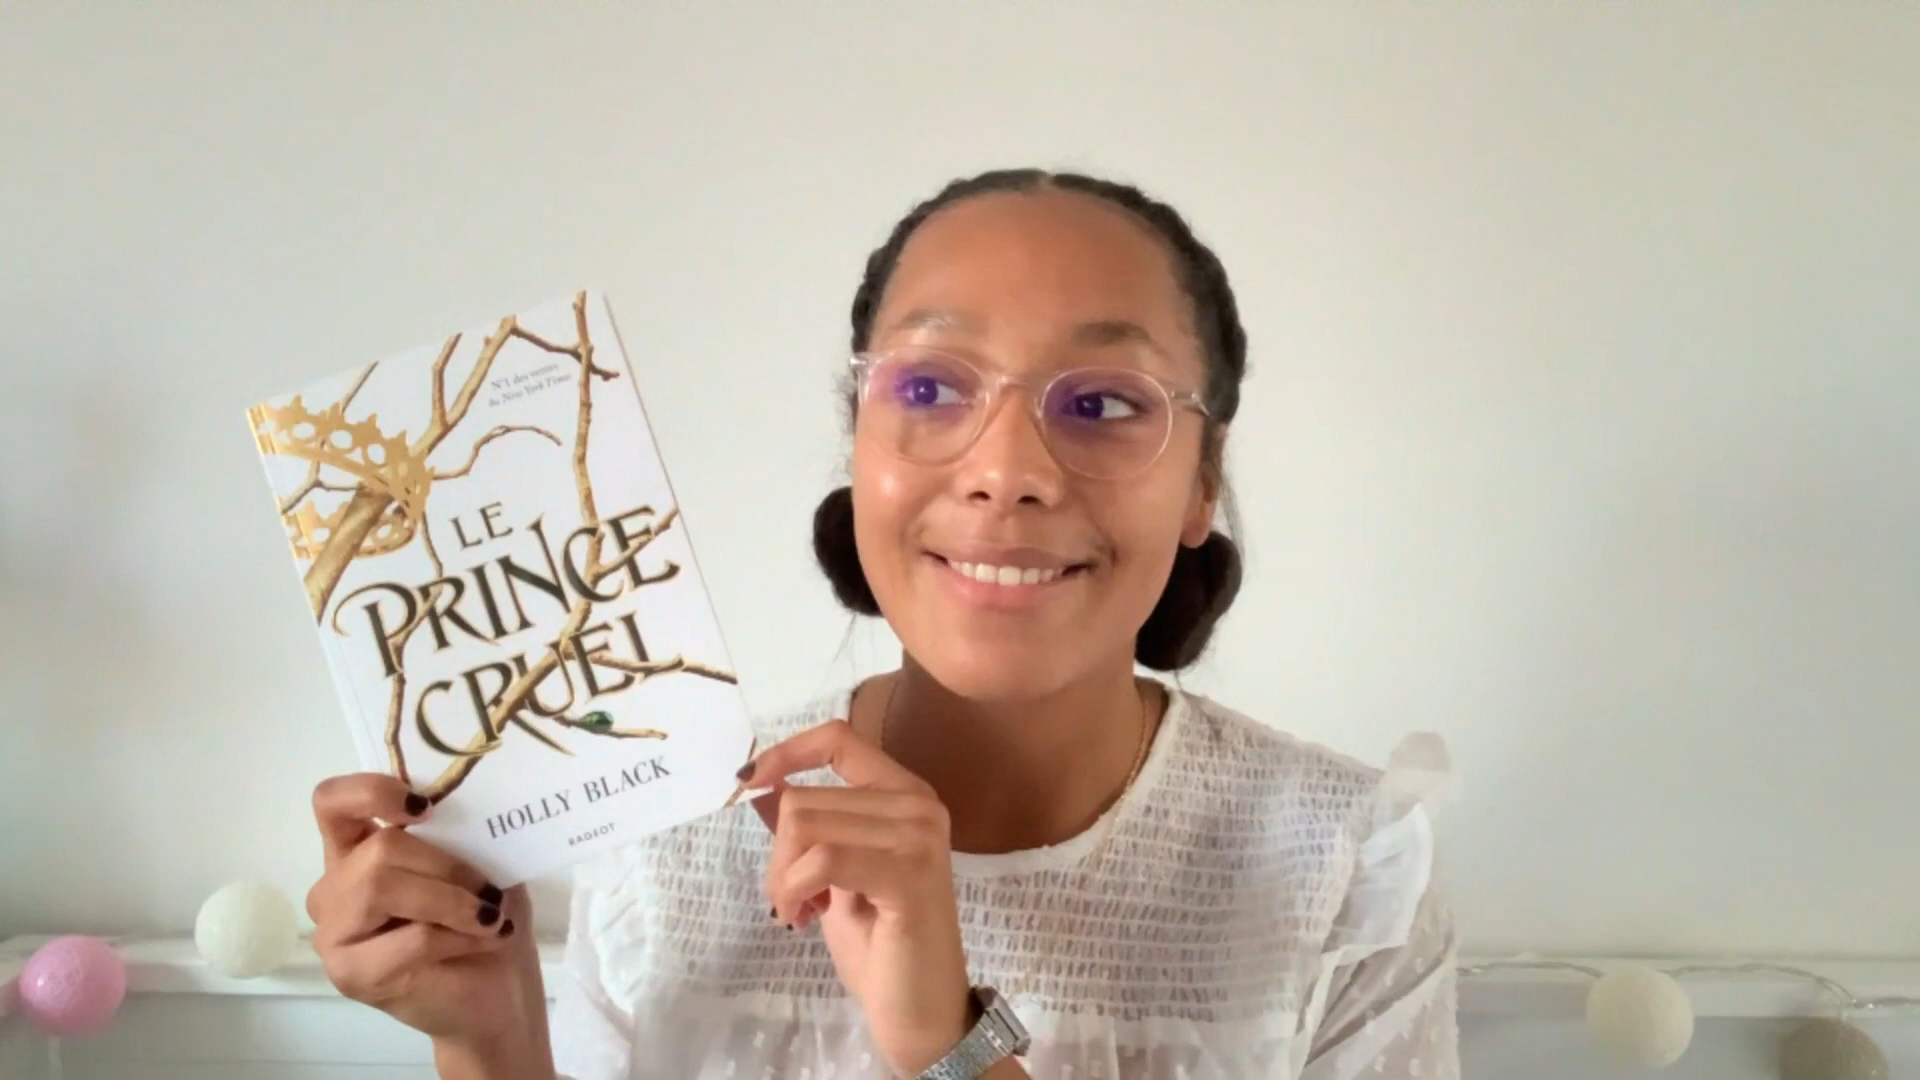 N°1 des ventes
du New York Times
LE
PRINCE
CRUEL
HOLLY BLACK
RAGEOT